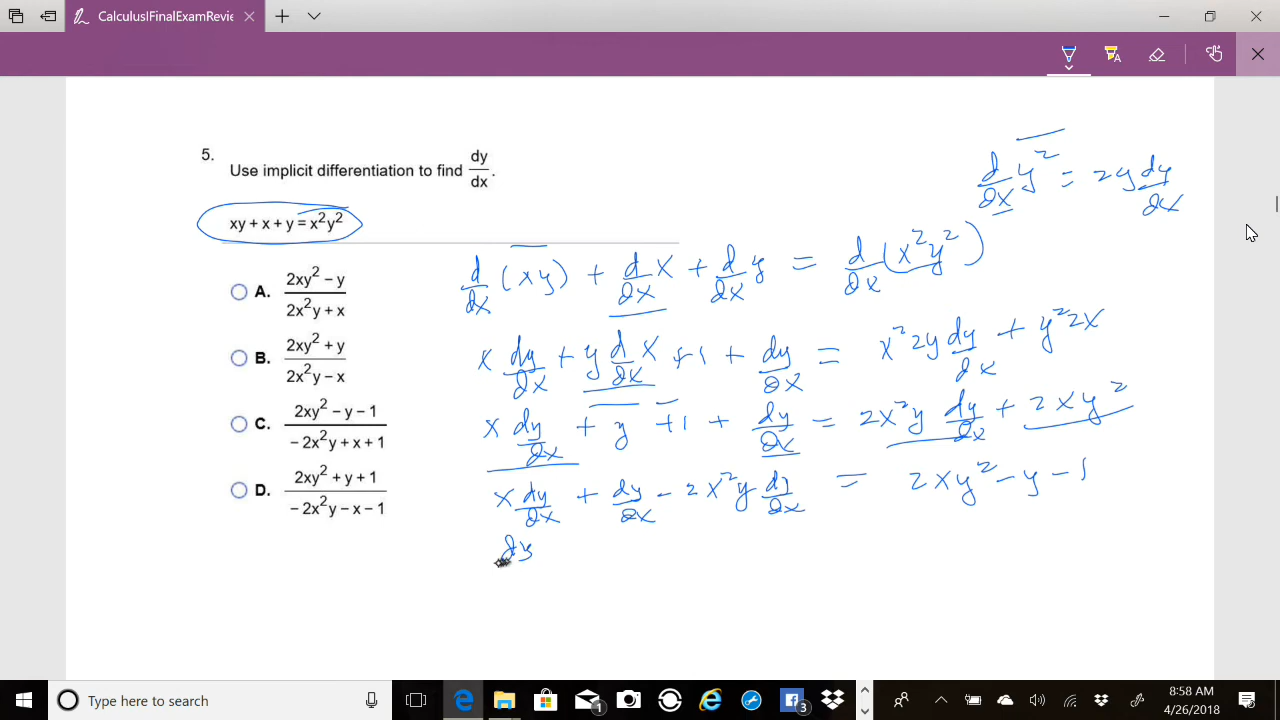 CalculusIFinalExamRevie
5.
Use implicit differentiation to find dy/dx.
xy + x + y = x²y²
A. (2xy² − y)/(2x²y + x)
B. (2xy² + y)/(2x²y − x)
C. (2xy² − y − 1)/(−2x²y + x + 1)
D. (2xy² + y + 1)/(−2x²y − x − 1)
d/dx y² = 2y dy/dx
d/dx (xy) + d/dx x + d/dx y = d/dx (x²y²)
x dy/dx + y d/dx x + 1 + dy/dx = x² 2y dy/dx + y² 2x
x dy/dx + y + 1 + dy/dx = 2x²y dy/dx + 2xy²
x dy/dx + dy/dx − 2x²y dy/dx = 2xy² − y − 1
dy
Type here to search
1
3
8:58 AM
4/26/2018